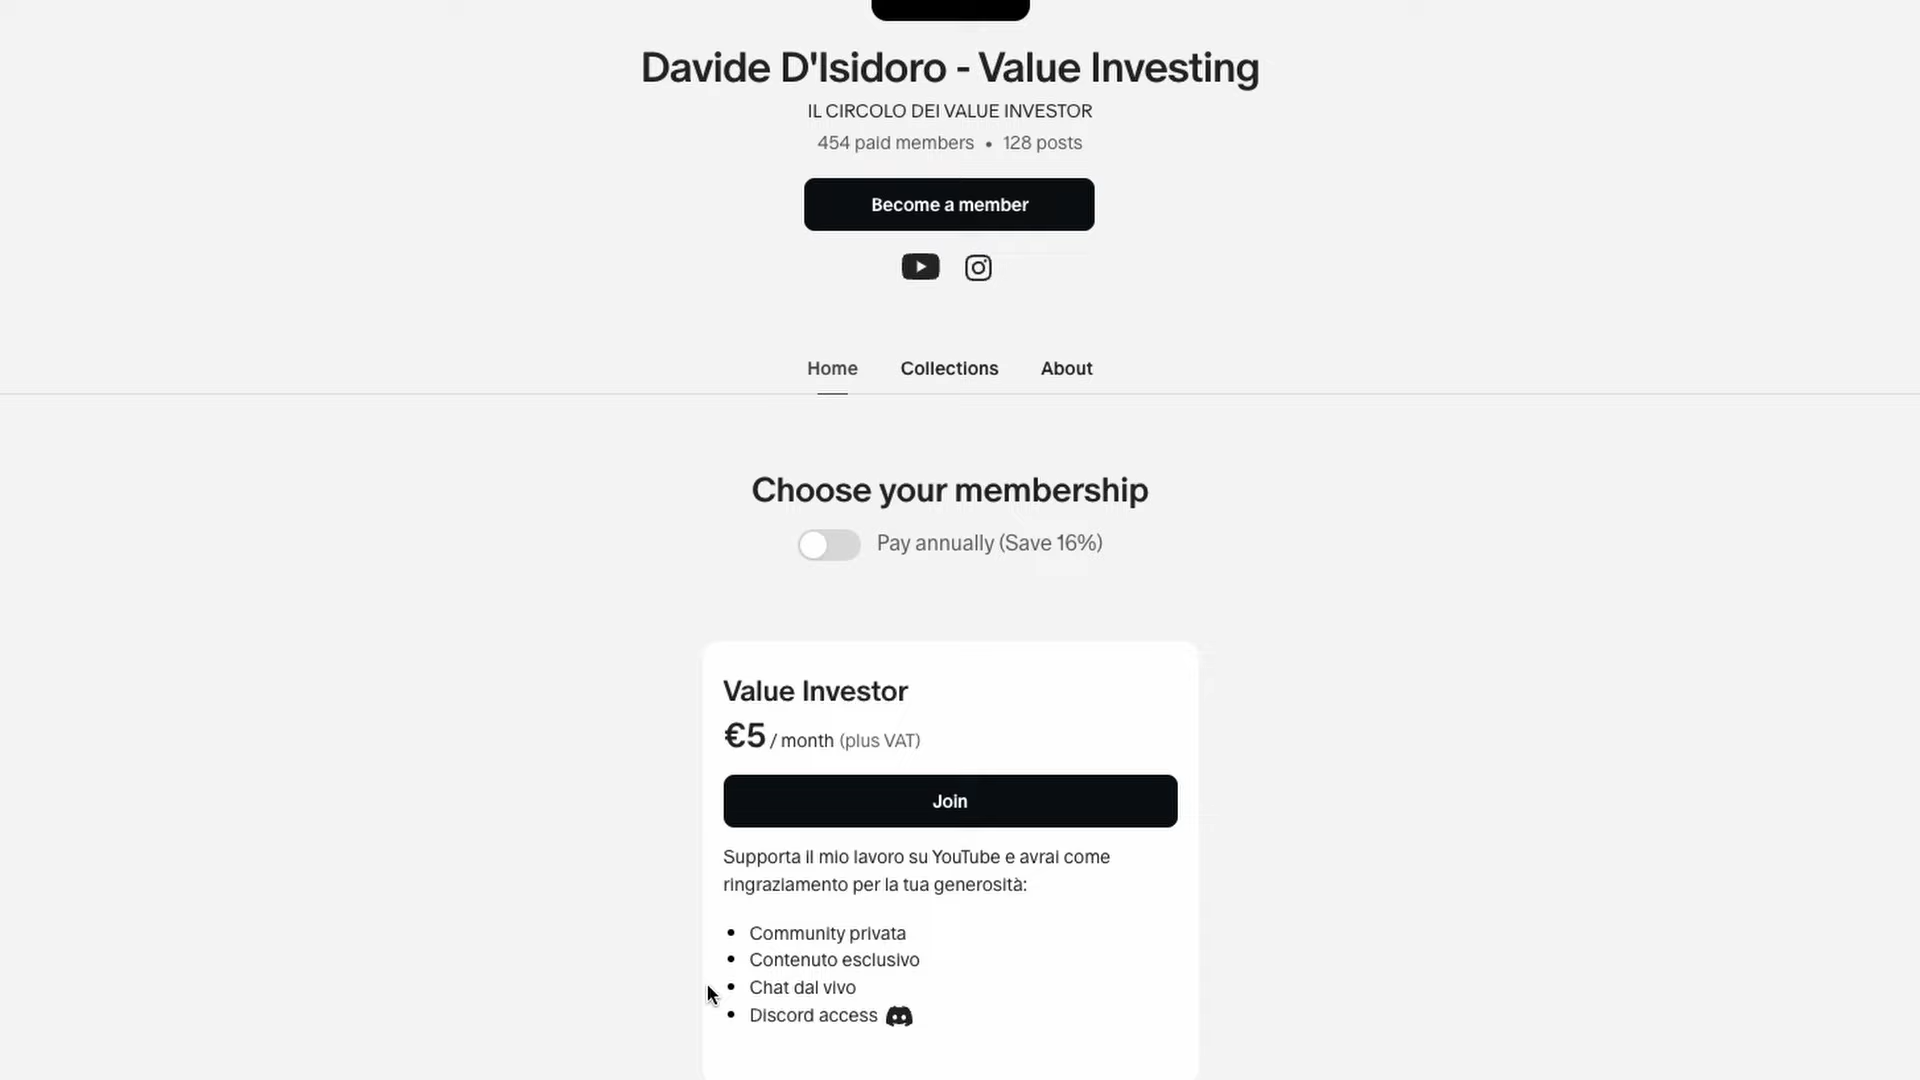 Davide D'Isidoro - Value Investing
IL CIRCOLO DEI VALUE INVESTOR
454 paid members • 128 posts
Become a member
Home Collections About
Choose your membership
Pay annually (Save 16%)
Value Investor
€5 / month (plus VAT)
Join
Supporta il mio lavoro su YouTube e avrai come
ringraziamento per la tua generosità:
• Community privata
• Contenuto esclusivo
• Chat dal vivo
• Discord access